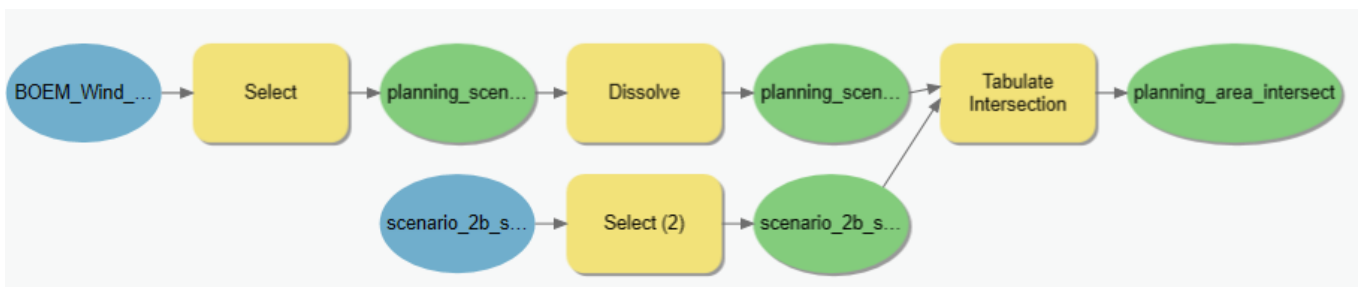 BOEM_Wind_...
Select
planning_scen...
Dissolve
planning_scen...
Tabulate
Intersection
planning_area_intersect
scenario_2b_s...
Select (2)
scenario_2b_s...